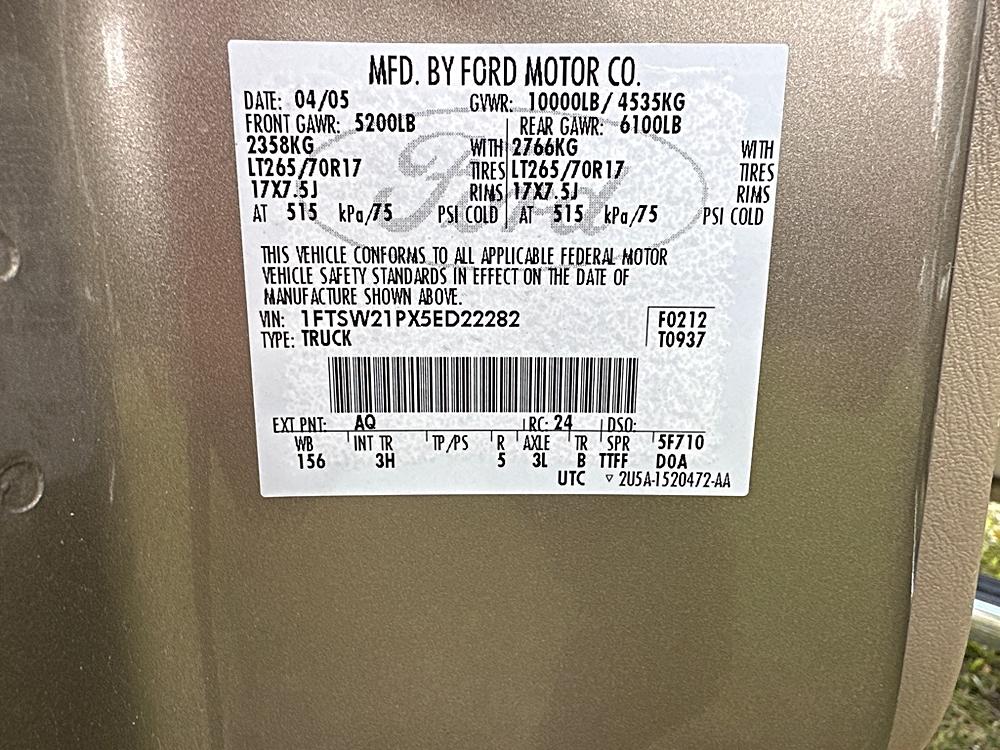 MFD. BY FORD MOTOR CO.
DATE: 04/05 GVWR: 10000LB/ 4535KG
FRONT GAWR: 5200LB REAR GAWR: 6100LB
2358KG WITH 2766KG WITH
LT265/70R17 TIRES LT265/70R17 TIRES
17X7.5J RIMS 17X7.5J RIMS
AT 515 kPa/75 PSI COLD AT 515 kPa/75 PSI COLD
Ford
THIS VEHICLE CONFORMS TO ALL APPLICABLE FEDERAL MOTOR
VEHICLE SAFETY STANDARDS IN EFFECT ON THE DATE OF
MANUFACTURE SHOWN ABOVE.
VIN: 1FTSW21PX5ED22282 F0212
TYPE: TRUCK T0937
EXT PNT: AQ RC: 24 DSO:
WB INT TR TP/PS R AXLE TR SPR 5F710
156 3H 5 3L B TTFF D0A
UTC ▿ 2U5A-1520472-AA